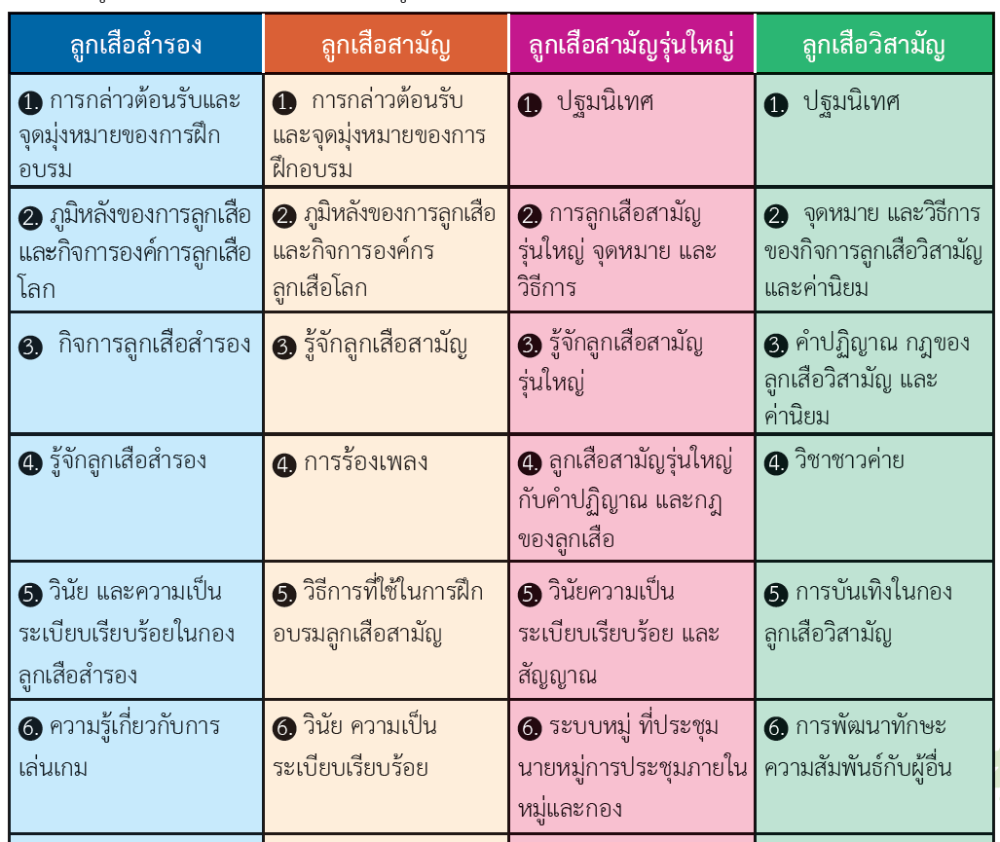 ลูกเสือสำรอง
ลูกเสือสามัญ
ลูกเสือสามัญรุ่นใหญ่
ลูกเสือวิสามัญ
1. การกล่าวต้อนรับและ
จุดมุ่งหมายของการฝึก
อบรม
1. การกล่าวต้อนรับ
และจุดมุ่งหมายของการ
ฝึกอบรม
1. ปฐมนิเทศ
1. ปฐมนิเทศ
2. ภูมิหลังของการลูกเสือ
และกิจการองค์การลูกเสือ
โลก
2. ภูมิหลังของการลูกเสือ
และกิจการองค์กร
ลูกเสือโลก
2. การลูกเสือสามัญ
รุ่นใหญ่ จุดหมาย และ
วิธีการ
2. จุดหมาย และวิธีการ
ของกิจการลูกเสือวิสามัญ
และค่านิยม
3. กิจการลูกเสือสำรอง
3. รู้จักลูกเสือสามัญ
3. รู้จักลูกเสือสามัญ
รุ่นใหญ่
3. คำปฏิญาณ กฎของ
ลูกเสือวิสามัญ และ
ค่านิยม
4. รู้จักลูกเสือสำรอง
4. การร้องเพลง
4. ลูกเสือสามัญรุ่นใหญ่
กับคำปฏิญาณ และกฎ
ของลูกเสือ
4. วิชาชาวค่าย
5. วินัย และความเป็น
ระเบียบเรียบร้อยในกอง
ลูกเสือสำรอง
5. วิธีการที่ใช้ในการฝึก
อบรมลูกเสือสามัญ
5. วินัยความเป็น
ระเบียบเรียบร้อย และ
สัญญาณ
5. การบันเทิงในกอง
ลูกเสือวิสามัญ
6. ความรู้เกี่ยวกับการ
เล่นเกม
6. วินัย ความเป็น
ระเบียบเรียบร้อย
6. ระบบหมู่ ที่ประชุม
นายหมู่การประชุมภายใน
หมู่และกอง
6. การพัฒนาทักษะ
ความสัมพันธ์กับผู้อื่น